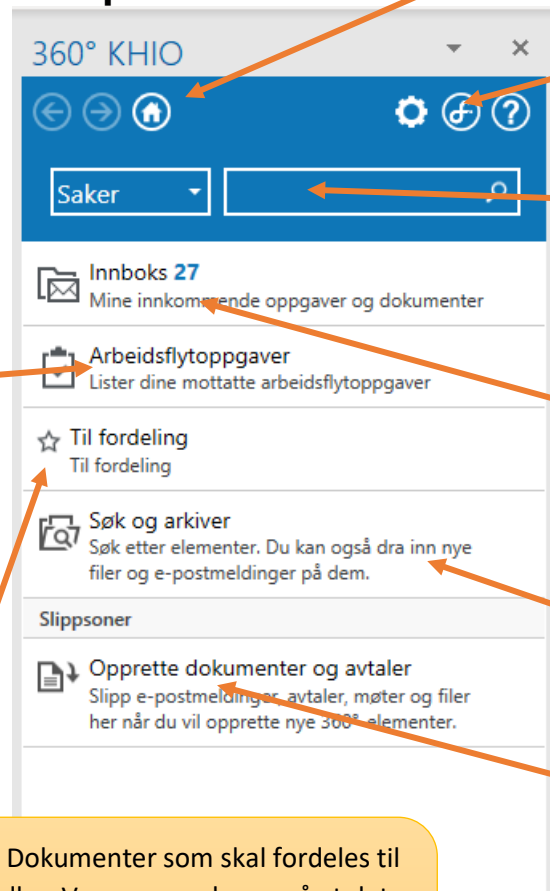 360° KHIO
Saker
Innboks 27
Mine innkommende oppgaver og dokumenter
Arbeidsflytoppgaver
Lister dine mottatte arbeidsflytoppgaver
Til fordeling
Til fordeling
Søk og arkiver
Søk etter elementer. Du kan også dra inn nye
filer og e-postmeldinger på dem.
Slippsoner
Opprette dokumenter og avtaler
Slipp e-postmeldinger, avtaler, møter og filer
her når du vil opprette nye 360°-elementer.
Dokumenter som skal fordeles til